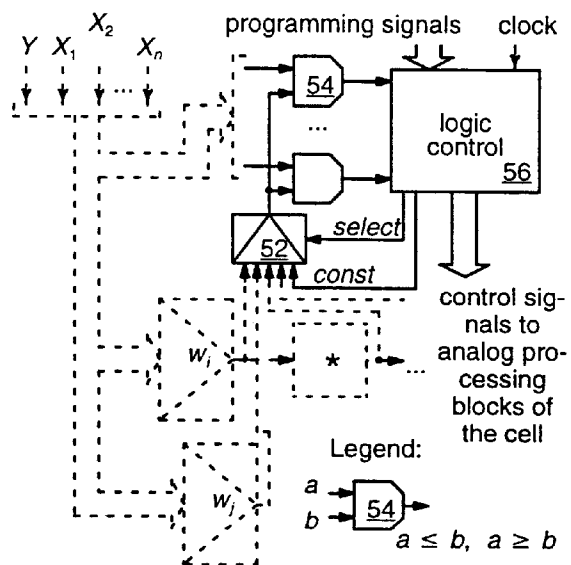 programming signals
clock
Y X₁ X₂ ... Xₙ
54
...
logic
control
56
select
52
const
control sig-
nals to
analog pro-
cessing
blocks of
the cell
wᵢ
*
...
wⱼ
Legend:
a
b
54
a ≤ b, a ≥ b